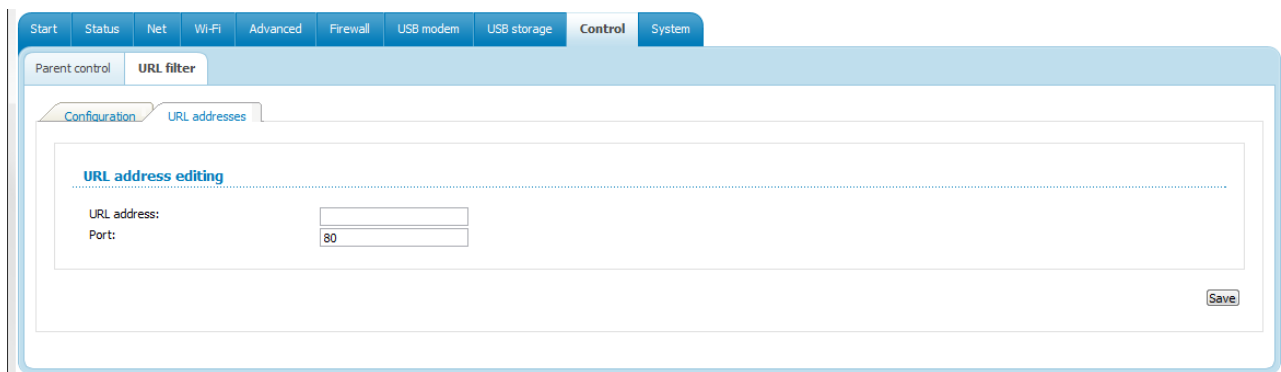 Start Status Net Wi-Fi Advanced Firewall USB modem USB storage Control System
Parent control URL filter
Configuration URL addresses
URL address editing
URL address:
Port: 80
Save